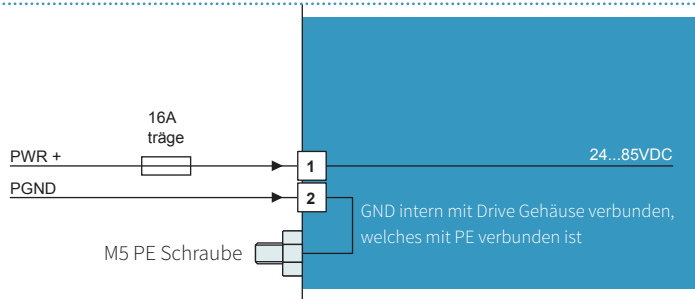 16A
träge
PWR +
1
24...85VDC
PGND
2
GND intern mit Drive Gehäuse verbunden,
welches mit PE verbunden ist
M5 PE Schraube